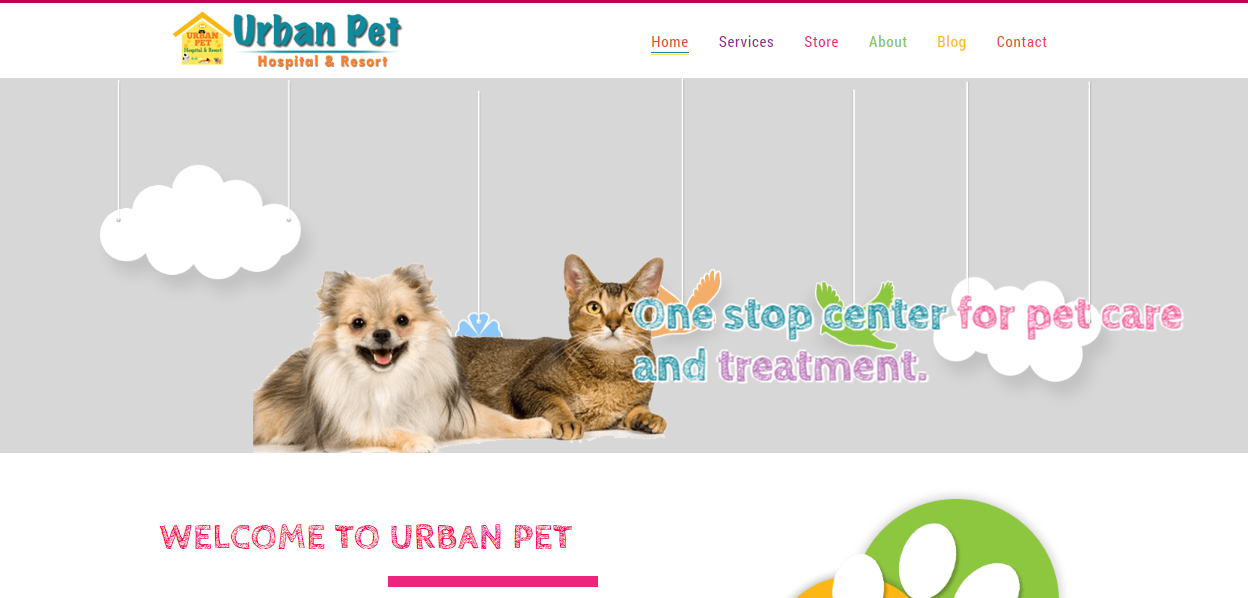 URBAN
PET
Hospital & Resort
Urban Pet
Hospital & Resort
Home Services Store About Blog Contact
One stop center for pet care
and treatment.
WELCOME TO URBAN PET